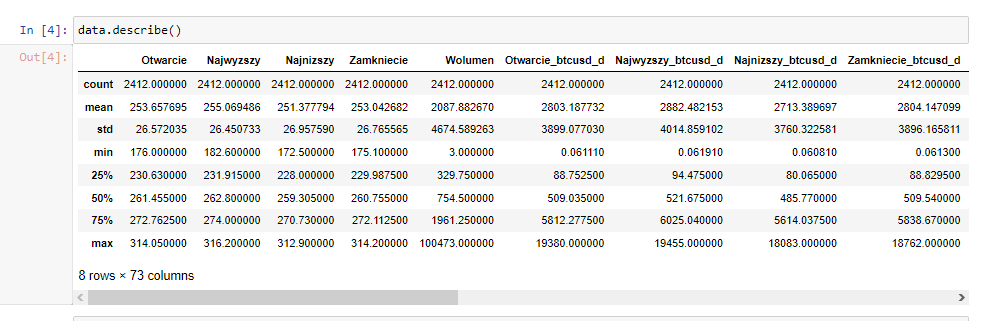 In [4]: data.describe()
Out[4]:
Otwarcie Najwyzszy Najnizszy Zamkniecie Wolumen Otwarcie_btcusd_d Najwyzszy_btcusd_d Najnizszy_btcusd_d Zamkniecie_btcusd_d
count 2412.000000 2412.000000 2412.000000 2412.000000 2412.000000 2412.000000 2412.000000 2412.000000 2412.000000
mean 253.657695 255.069486 251.377794 253.042682 2087.882670 2803.187732 2882.482153 2713.389697 2804.147099
std 26.572035 26.450733 26.957590 26.765565 4674.589263 3899.077030 4014.859102 3760.322581 3896.165811
min 176.000000 182.600000 172.500000 175.100000 3.000000 0.061110 0.061910 0.060810 0.061300
25% 230.630000 231.915000 228.000000 229.987500 329.750000 88.752500 94.475000 80.065000 88.829500
50% 261.455000 262.800000 259.305000 260.755000 754.500000 509.035000 521.675000 485.770000 509.540000
75% 272.762500 274.000000 270.730000 272.112500 1961.250000 5812.277500 6025.040000 5614.037500 5838.670000
max 314.050000 316.200000 312.900000 314.200000 100473.000000 19380.000000 19455.000000 18083.000000 18762.000000
8 rows × 73 columns